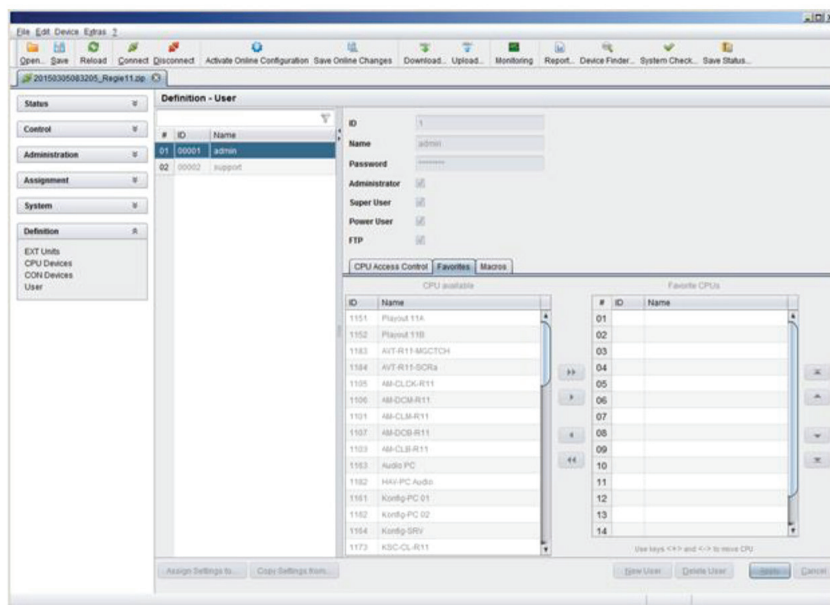 File Edit Device Extras ?
Open... Save Reload Connect Disconnect Activate Online Configuration Save Online Changes Download... Upload... Monitoring Report... Device Finder... System Check... Save Status...
20150305083205_Regie11.zip
Status
Control
Administration
Assignment
System
Definition
EXT Units
CPU Devices
CON Devices
User
Definition - User
# ID Name
01 00001 admin
02 00002 support
ID 1
Name admin
Password ********
Administrator
Super User
Power User
FTP
CPU Access Control Favorites Macros
CPU available
ID Name
1151 Playout 11A
1152 Playout 11B
1183 AVT-R11-MGCTCH
1184 AVT-R11-SCRa
1105 AM-CLCK-R11
1106 AM-DCM-R11
1101 AM-CLM-R11
1107 AM-DCB-R11
1103 AM-CLB-R11
1163 Audio PC
1182 HAV-PC Audio
1161 Konfig-PC 01
1162 Konfig-PC 02
1164 Konfig-SRV
1173 KSC-CL-R11
Favorite CPUs
# ID Name
01
02
03
04
05
06
07
08
09
10
11
12
13
14
Use keys <+> and <-> to move CPU
Assign Settings to... Copy Settings from... New User Delete User Apply Cancel